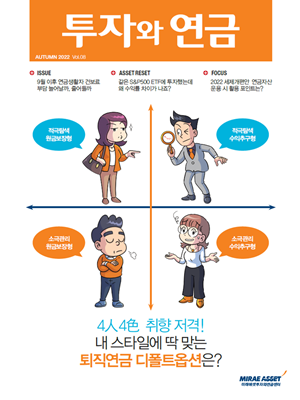 투자와 연금
AUTUMN 2022 Vol.08
ISSUE
9월 이후 연금생활자 건보료
부담 늘어날까, 줄어들까
ASSET RESET
같은 S&P500 ETF에 투자했는데
왜 수익률 차이가 나죠?
FOCUS
2022 세제개편안 연금자산
운용 시 활용 포인트는?
적극탐색
원금보장형
적극탐색
수익추구형
소극관리
원금보장형
소극관리
수익추구형
4人4色 취향 저격!
내 스타일에 딱 맞는
퇴직연금 디폴트옵션은?
MIRAE ASSET
미래에셋투자와연금센터